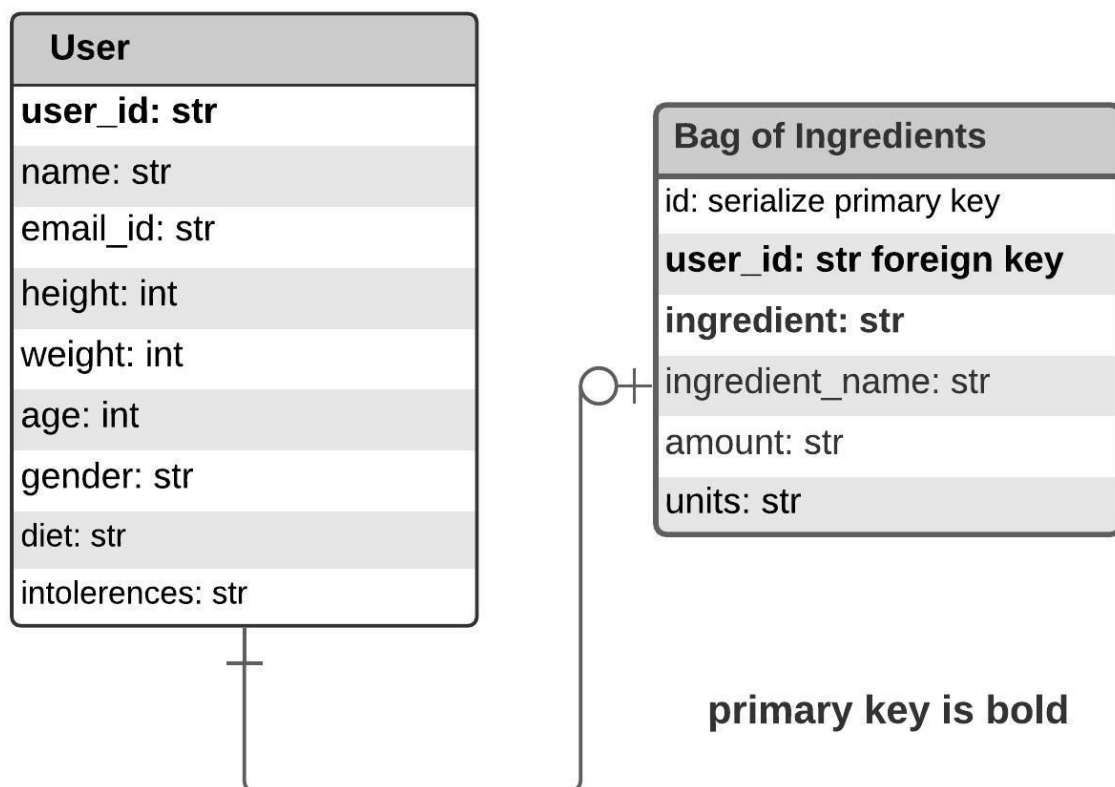 User
user_id: str
name: str
email_id: str
height: int
weight: int
age: int
gender: str
diet: str
intolerences: str
Bag of Ingredients
id: serialize primary key
user_id: str foreign key
ingredient: str
ingredient_name: str
amount: str
units: str
primary key is bold